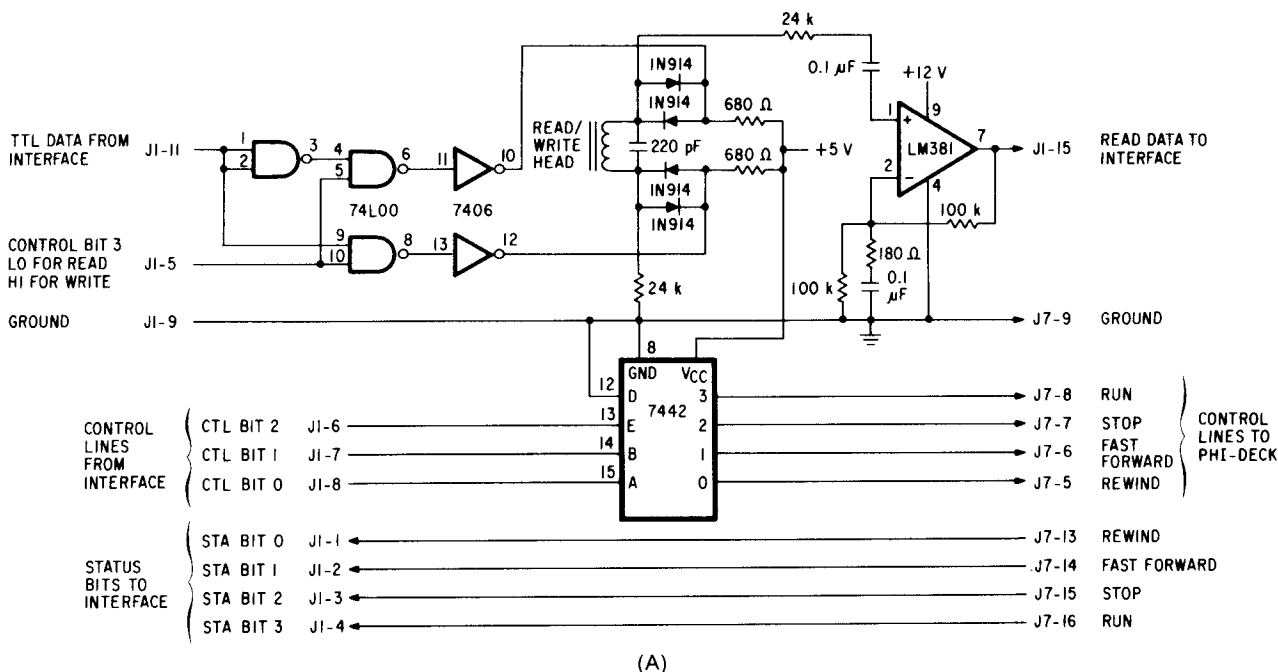 24 k
0.1 µF
+12 V
1N914
1N914
680 Ω
READ/
WRITE
HEAD
220 pF
680 Ω
+5 V
1N914
1N914
24 k
1
+
9
LM381
7
2
−
4
J1-15 READ DATA TO
INTERFACE
100 k
180 Ω
0.1
µF
100 k
TTL DATA FROM
INTERFACE
J1-11
1
2
3
4
5
6
11
10
74L00
7406
9
10
8
13
12
CONTROL BIT 3
LO FOR READ
HI FOR WRITE
J1-5
GROUND J1-9
J7-9 GROUND
8
GND VCC
7442
12 D
13 E
14 B
15 A
3
2
1
0
CONTROL
LINES
FROM
INTERFACE
CTL BIT 2 J1-6
CTL BIT 1 J1-7
CTL BIT 0 J1-8
J7-8 RUN
J7-7 STOP
J7-6 FAST
FORWARD
J7-5 REWIND
CONTROL
LINES TO
PHI-DECK
STATUS
BITS TO
INTERFACE
STA BIT 0 J1-1
STA BIT 1 J1-2
STA BIT 2 J1-3
STA BIT 3 J1-4
J7-13 REWIND
J7-14 FAST FORWARD
J7-15 STOP
J7-16 RUN
(A)